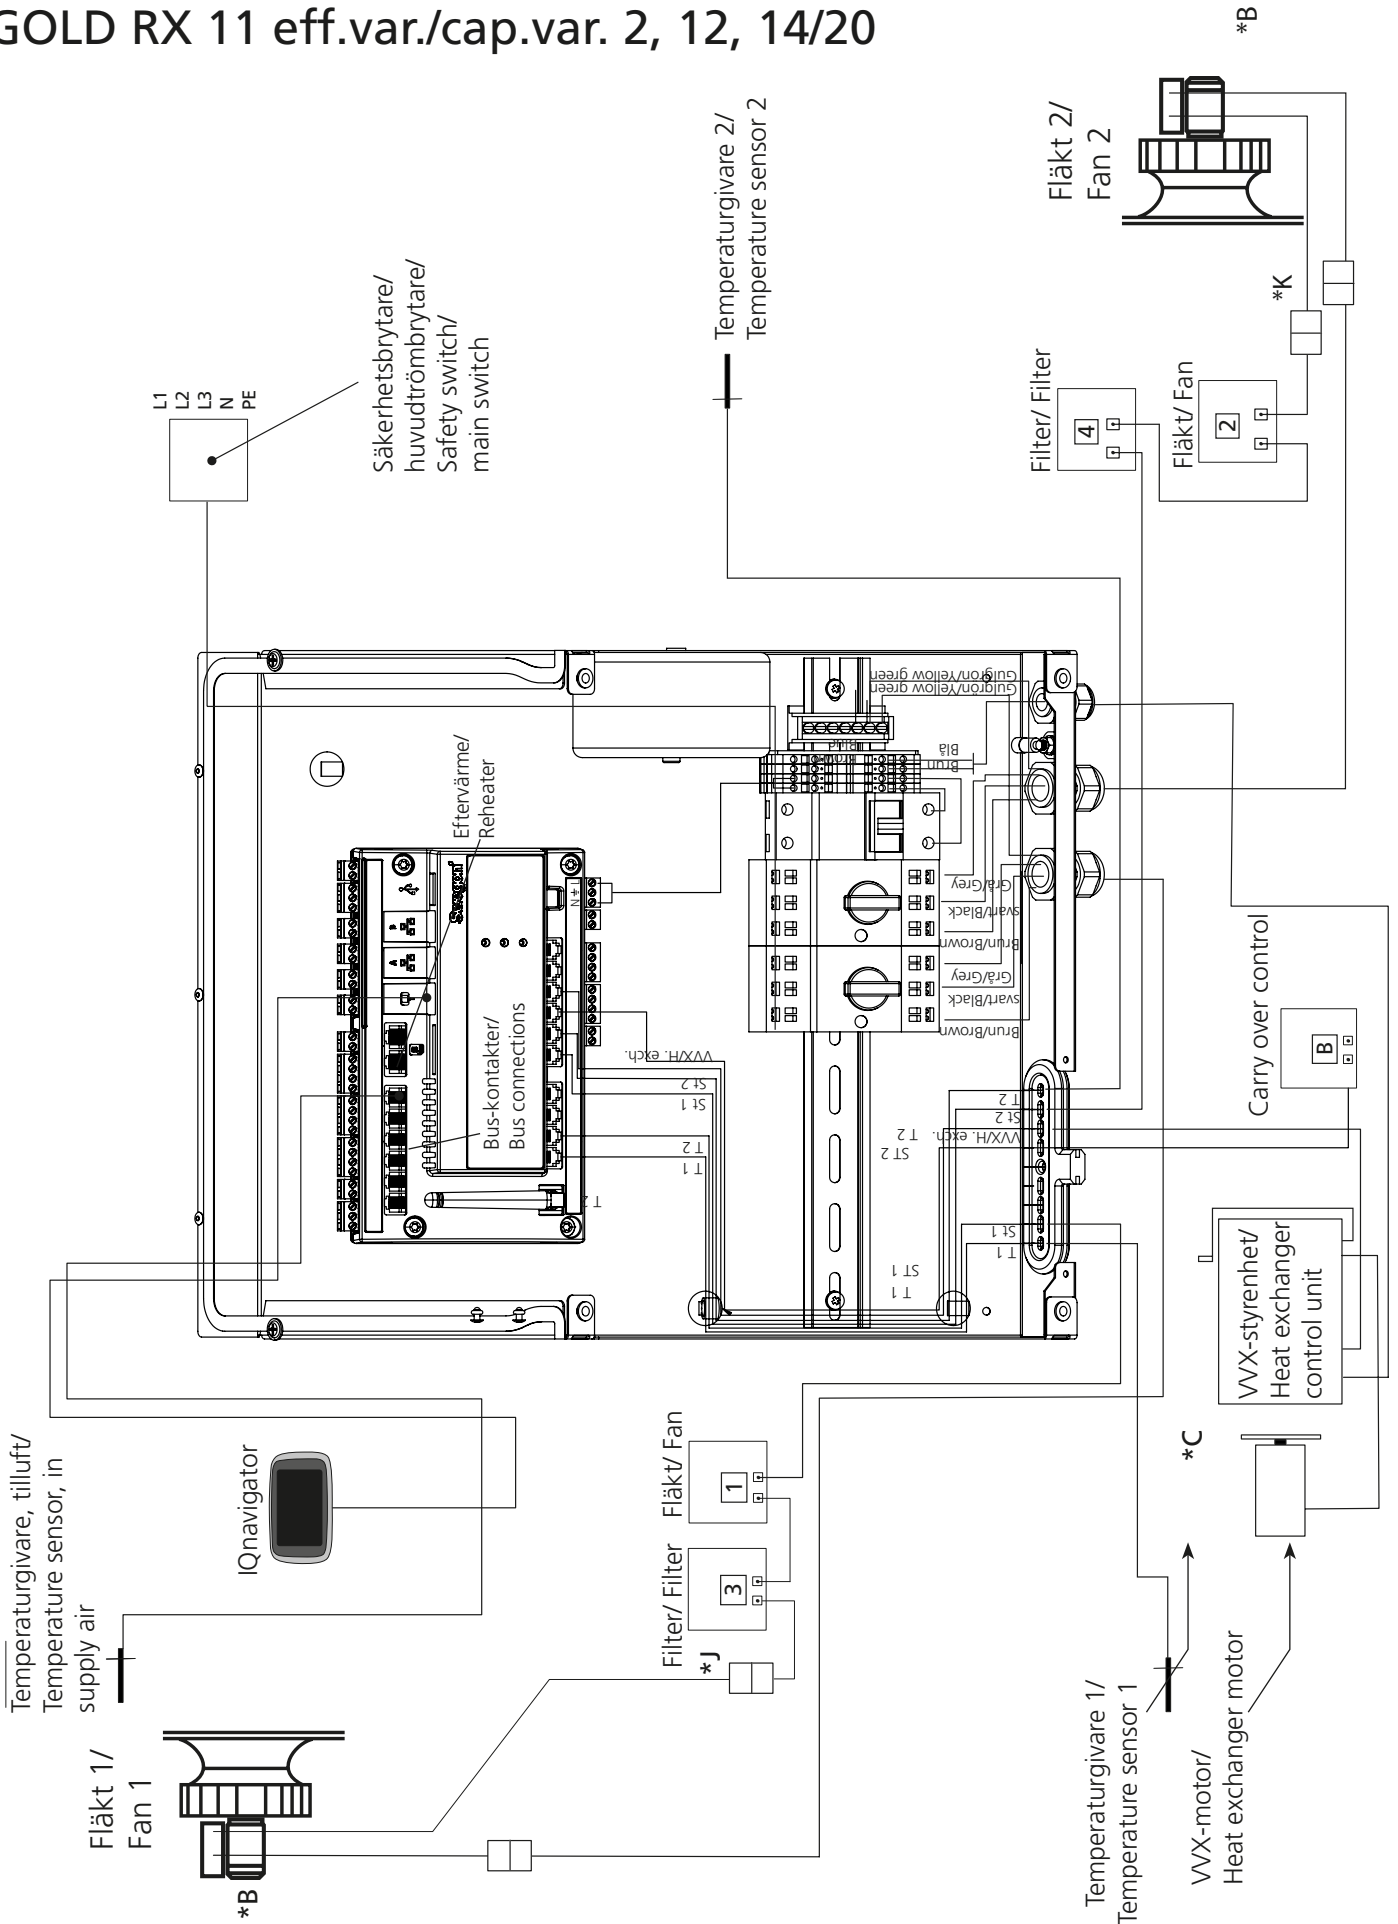 GOLD RX 11 eff.var./cap.var. 2, 12, 14/20
*B
Fläkt 2/
Fan 2
Temperaturgivare 2/
Temperature sensor 2
L1
L2
L3
N
PE
Säkerhetsbrytare/
huvudtrömbrytare/
Safety switch/
main switch
*K
Filter/ Filter
4
Fläkt/ Fan
2
Gulgrön/Yellow green
Gulgrön/Yellow green
Blå
Brun
Eftervärme/
Reheater
Swegon
A
B
N
L
Bus-kontakter/
Bus connections
Grå/Grey
svart/Black
Brun/Brown
Grå/Grey
svart/Black
Brun/Brown
VVX/H. exch.
St 2
St 1
T 2
T 1
T 2
T 2
St 2
VVX/H. exch.
T 2
ST 2
St 1
T 1
ST 1
T 1
Carry over control
B
VVX-styrenhet/
Heat exchanger
control unit
*C
Temperaturgivare, tilluft/
Temperature sensor, in
supply air
IQnavigator
Fläkt/ Fan
1
Filter/ Filter
3
*J
Fläkt 1/
Fan 1
*B
Temperaturgivare 1/
Temperature sensor 1
VVX-motor/
Heat exchanger motor